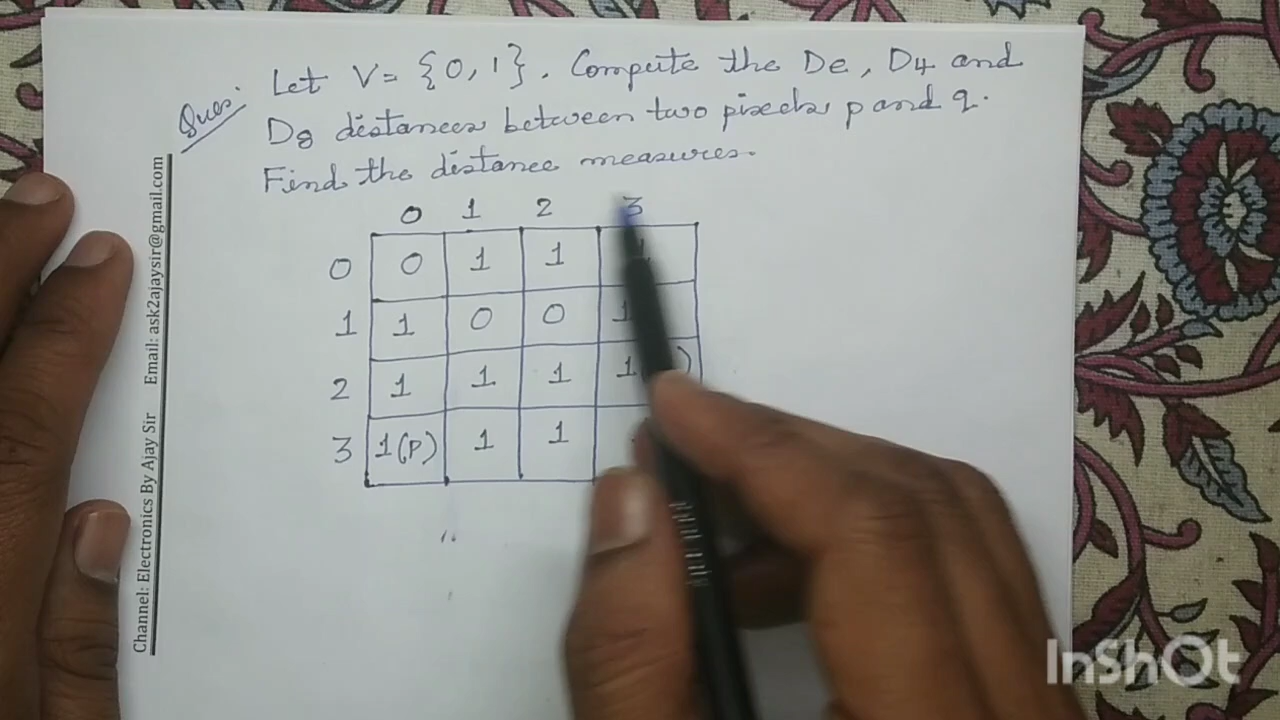 Ques. Let V = {0, 1}. Compute the De, D4 and
D8 distances between two pixels p and q.
Find the distance measures.
0 1 2 3
0 0 1 1
1 1 0 0 1
2 1 1 1 1 )
3 1(P) 1 1
Channel: Electronics By Ajay Sir Email: ask2ajaysir@gmail.com
InShOt